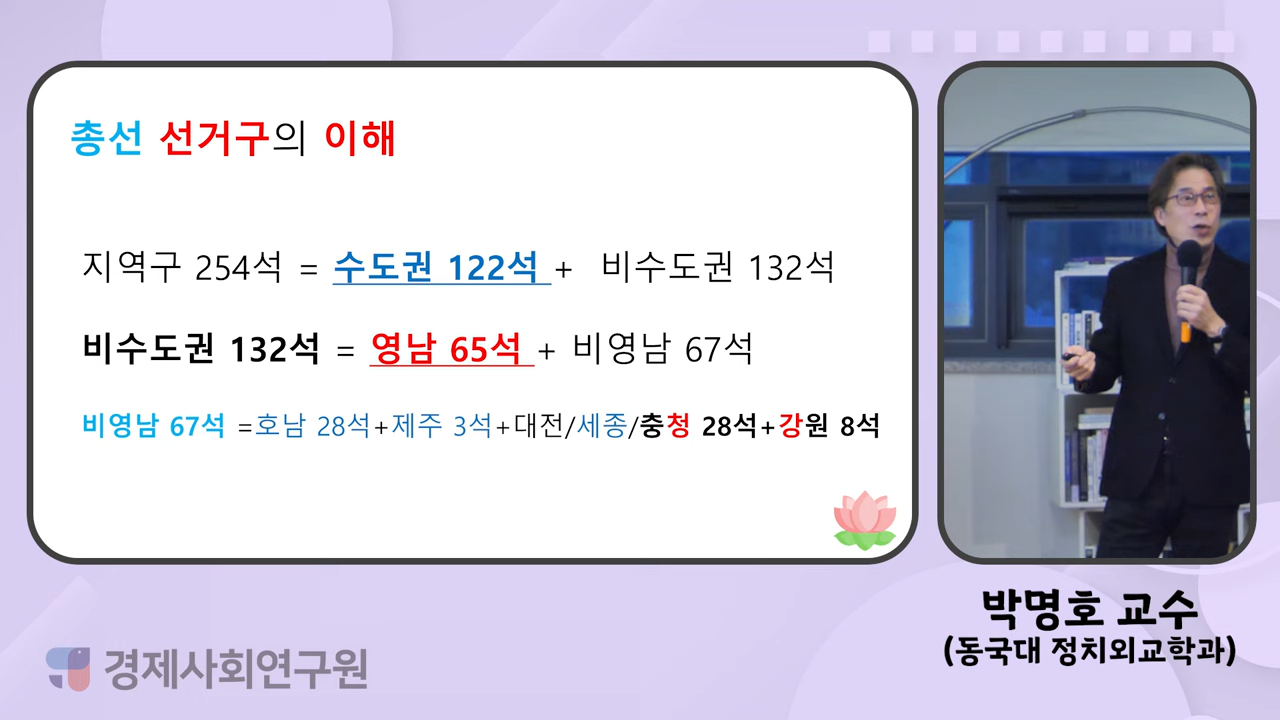 총선 선거구의 이해
지역구 254석 = 수도권 122석 + 비수도권 132석
비수도권 132석 = 영남 65석 + 비영남 67석
비영남 67석 =호남 28석+제주 3석+대전/세종/충청 28석+강원 8석
박명호 교수
(동국대 정치외교학과)
경제사회연구원